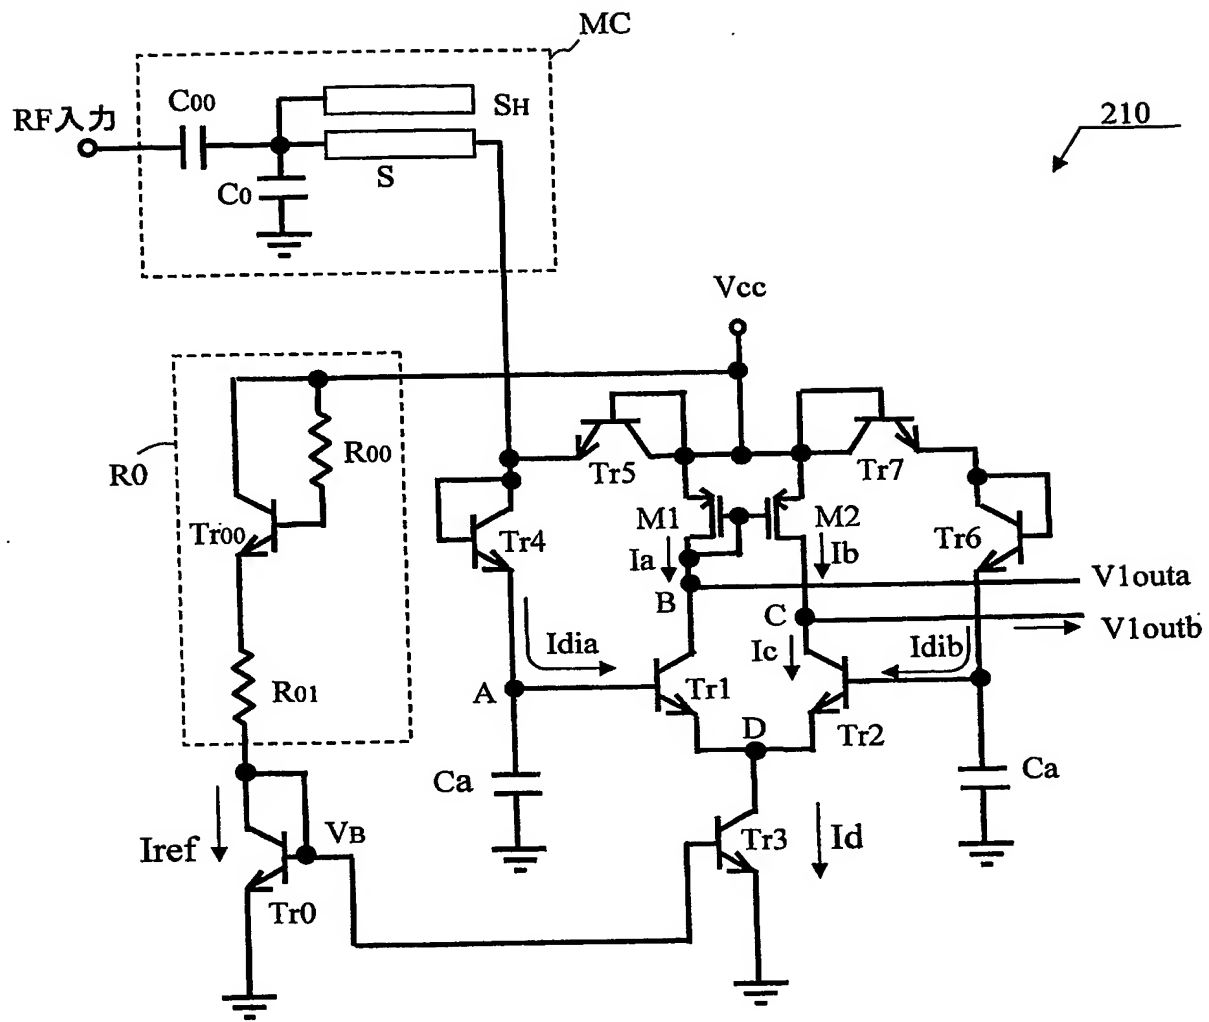 MC
C00
SH
RF入力
210
S
C0
Vcc
R00
R0
Tr5
Tr7
M1
M2
Tr00
Tr4
Tr6
Ia
Ib
V1outa
B
C
V1outb
Idia
Ic
Idib
R01
A
Tr1
D
Tr2
Ca
Ca
VB
Tr3
Id
Iref
Tr0